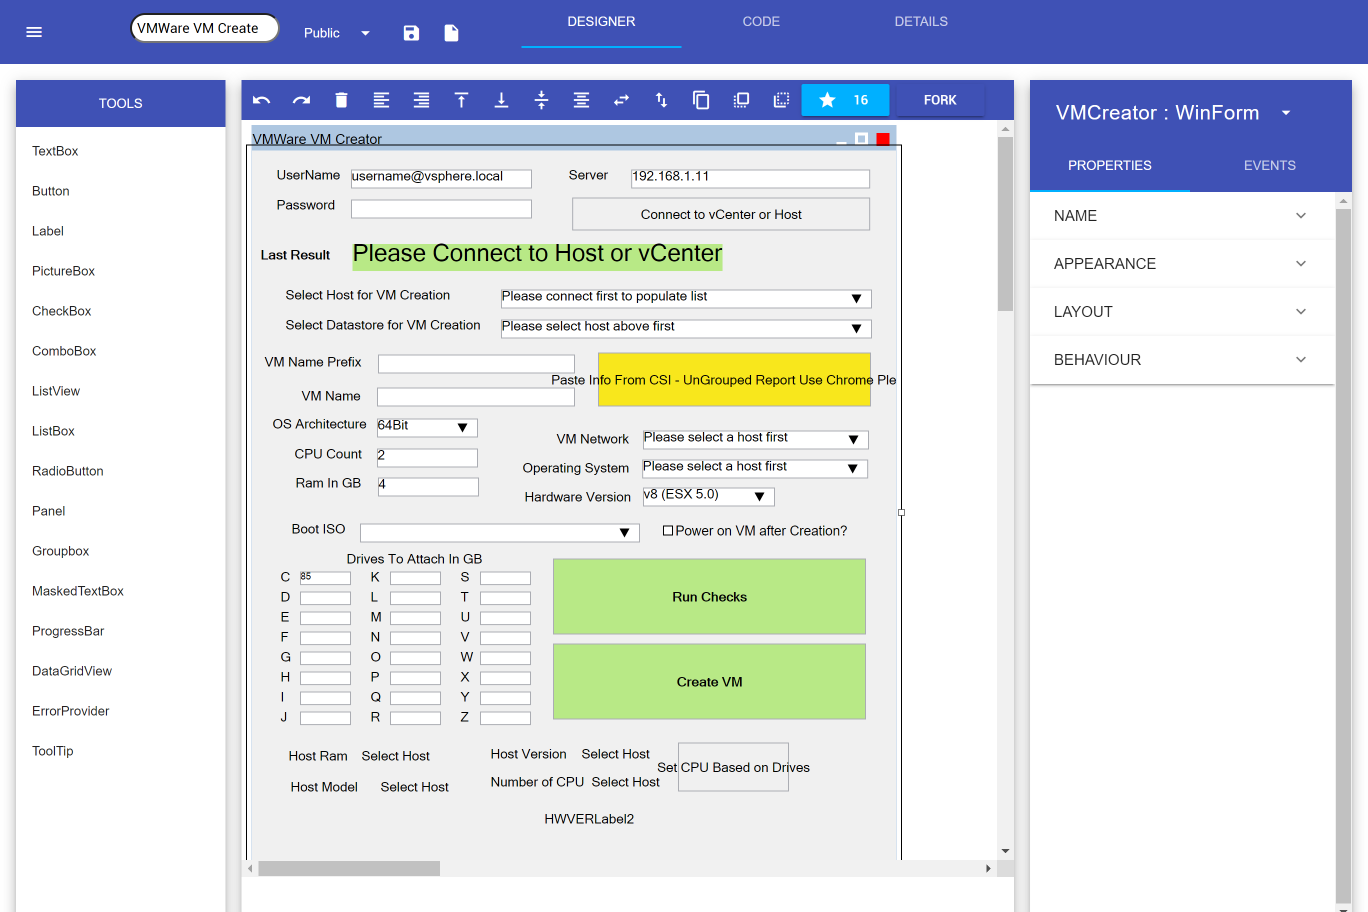 VMWare VM Create
Public
DESIGNER
CODE
DETAILS
TOOLS
TextBox
Button
Label
PictureBox
CheckBox
ComboBox
ListView
ListBox
RadioButton
Panel
Groupbox
MaskedTextBox
ProgressBar
DataGridView
ErrorProvider
ToolTip
16
FORK
VMWare VM Creator
UserName username@vsphere.local Server 192.168.1.11
Password Connect to vCenter or Host
Last Result Please Connect to Host or vCenter
Select Host for VM Creation Please connect first to populate list
Select Datastore for VM Creation Please select host above first
VM Name Prefix
Paste Info From CSI - UnGrouped Report Use Chrome Ple
VM Name
OS Architecture 64Bit
VM Network Please select a host first
CPU Count 2
Operating System Please select a host first
Ram In GB 4
Hardware Version v8 (ESX 5.0)
Boot ISO Power on VM after Creation?
Drives To Attach In GB
C 85 K S
D L T
E M U
F N V
G O W
H P X
I Q Y
J R Z
Run Checks
Create VM
Host Ram Select Host Host Version Select Host
Set CPU Based on Drives
Host Model Select Host Number of CPU Select Host
HWVERLabel2
VMCreator : WinForm
PROPERTIES
EVENTS
NAME
APPEARANCE
LAYOUT
BEHAVIOUR